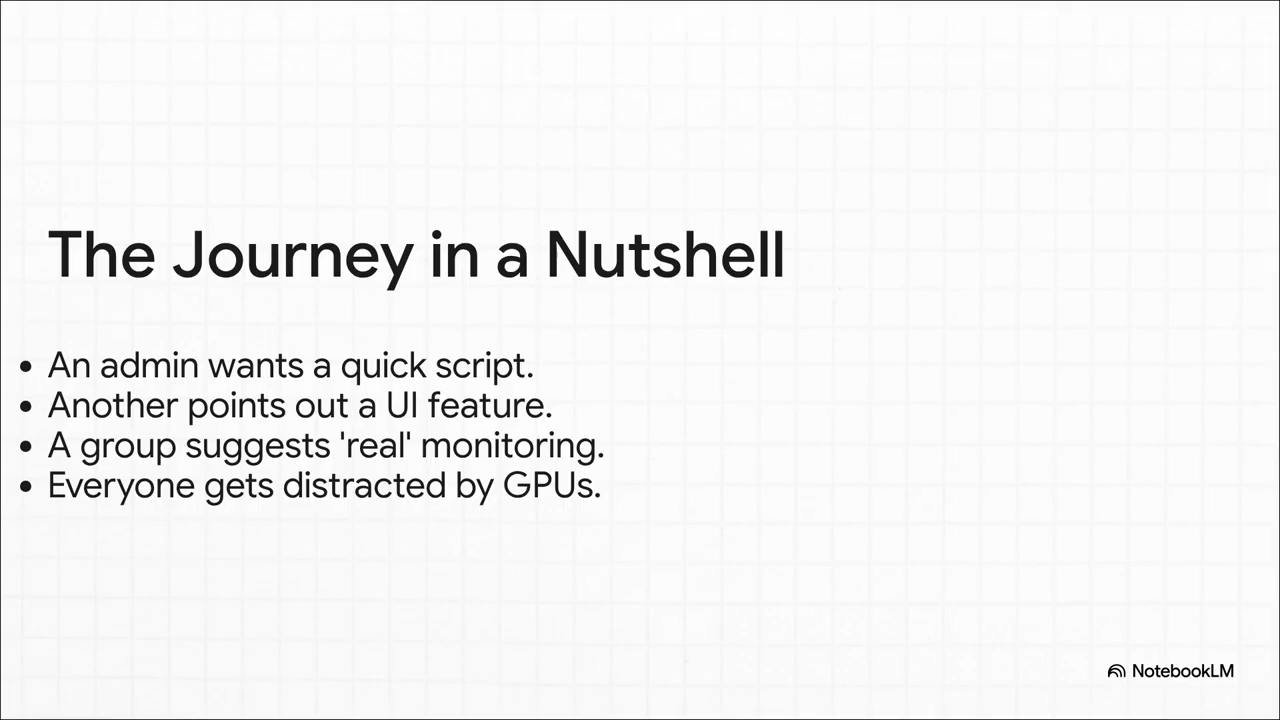 The Journey in a Nutshell
• An admin wants a quick script.
• Another points out a UI feature.
• A group suggests 'real' monitoring.
• Everyone gets distracted by GPUs.
NotebookLM